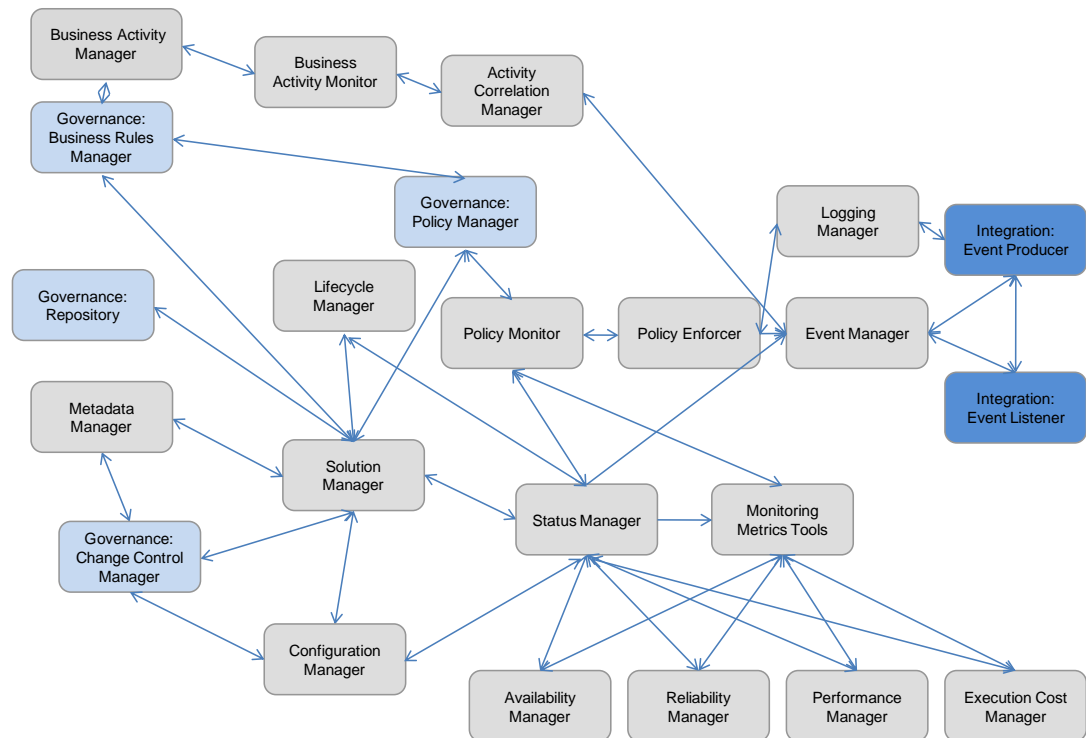 Business Activity
Manager
Business
Activity Monitor
Activity
Correlation
Manager
Governance:
Business Rules
Manager
Governance:
Policy Manager
Logging
Manager
Integration:
Event Producer
Governance:
Repository
Lifecycle
Manager
Policy Monitor
Policy Enforcer
Event Manager
Integration:
Event Listener
Metadata
Manager
Solution
Manager
Status Manager
Monitoring
Metrics Tools
Governance:
Change Control
Manager
Configuration
Manager
Availability
Manager
Reliability
Manager
Performance
Manager
Execution Cost
Manager